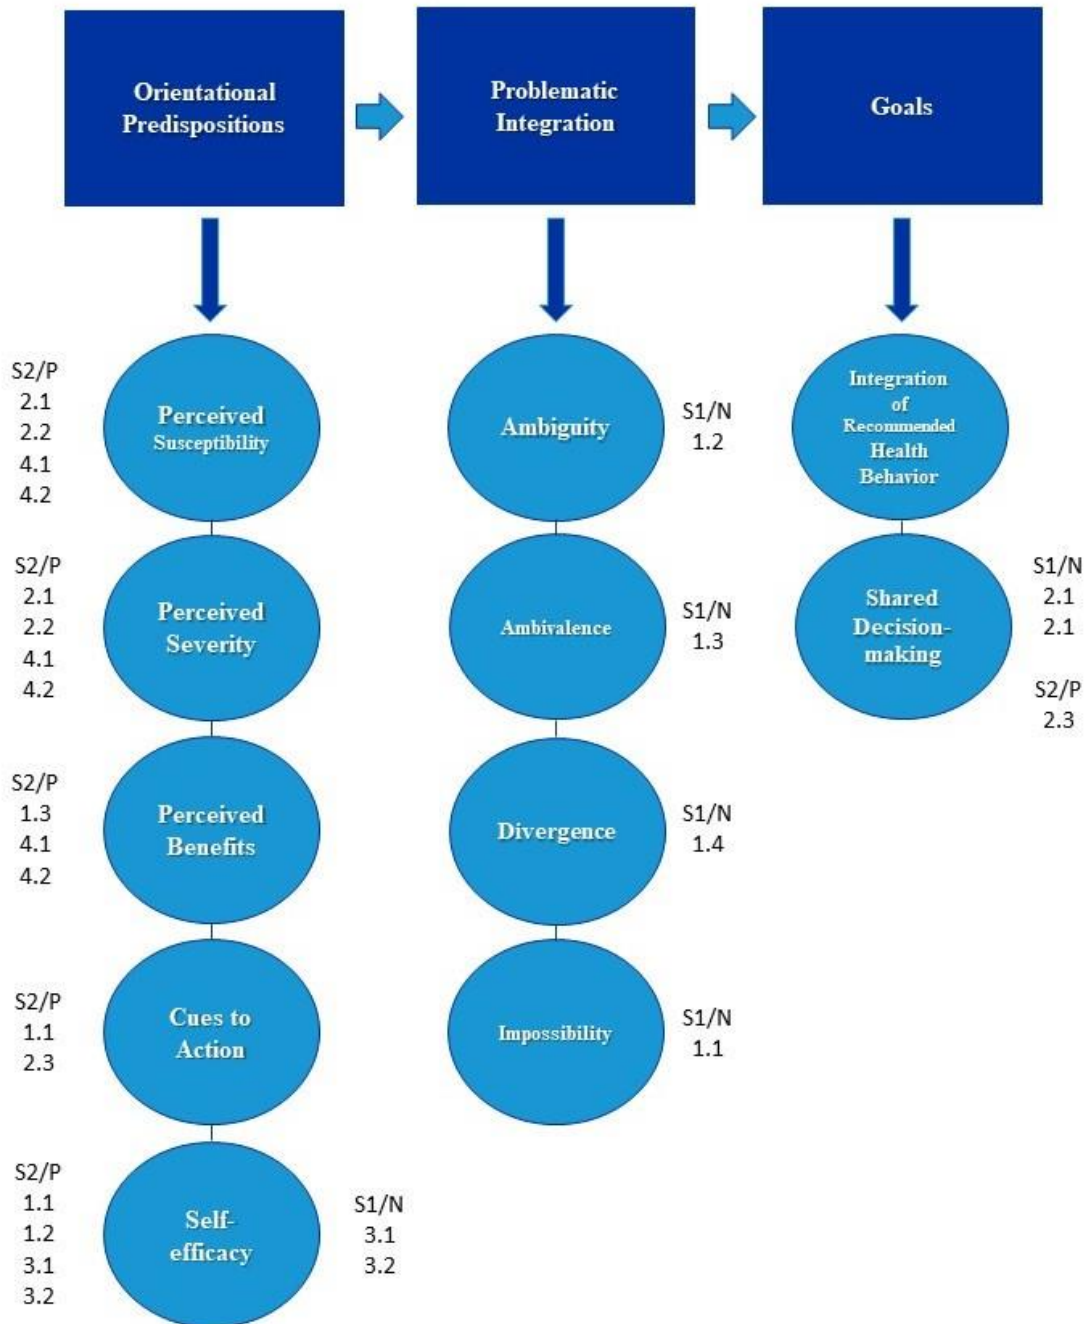 Orientational
Predispositions
Problematic
Integration
Goals
S2/P
2.1
2.2
4.1
4.2
Perceived
Susceptibility
Ambiguity
S1/N
1.2
Integration
of
Recommended
Health
Behavior
S2/P
2.1
2.2
4.1
4.2
Perceived
Severity
Ambivalence
S1/N
1.3
Shared
Decision-
making
S1/N
2.1
2.1
S2/P
2.3
S2/P
1.3
4.1
4.2
Perceived
Benefits
Divergence
S1/N
1.4
S2/P
1.1
2.3
Cues to
Action
Impossibility
S1/N
1.1
S2/P
1.1
1.2
3.1
3.2
Self-
efficacy
S1/N
3.1
3.2